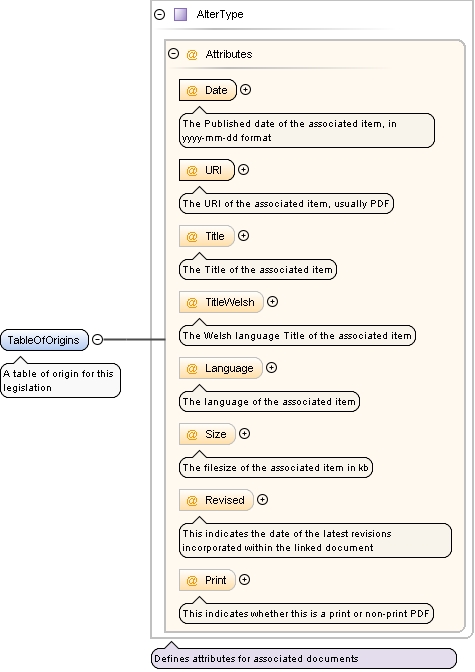 AlterType
@ Attributes
@ Date
The Published date of the associated item, in
yyyy-mm-dd format
@ URI
The URI of the associated item, usually PDF
@ Title
The Title of the associated item
@ TitleWelsh
The Welsh language Title of the associated item
@ Language
The language of the associated item
@ Size
The filesize of the associated item in kb
@ Revised
This indicates the date of the latest revisions
incorporated within the linked document
@ Print
This indicates whether this is a print or non-print PDF
TableOfOrigins
A table of origin for this
legislation
Defines attributes for associated documents